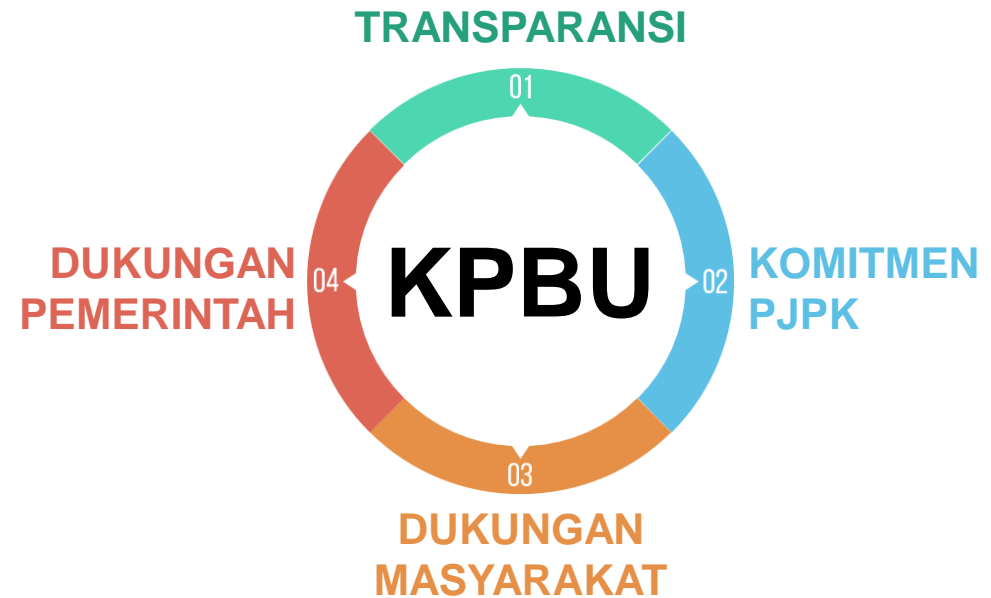 TRANSPARANSI
01
KPBU
02
KOMITMEN
PJPK
03
DUKUNGAN
MASYARAKAT
04
DUKUNGAN
PEMERINTAH